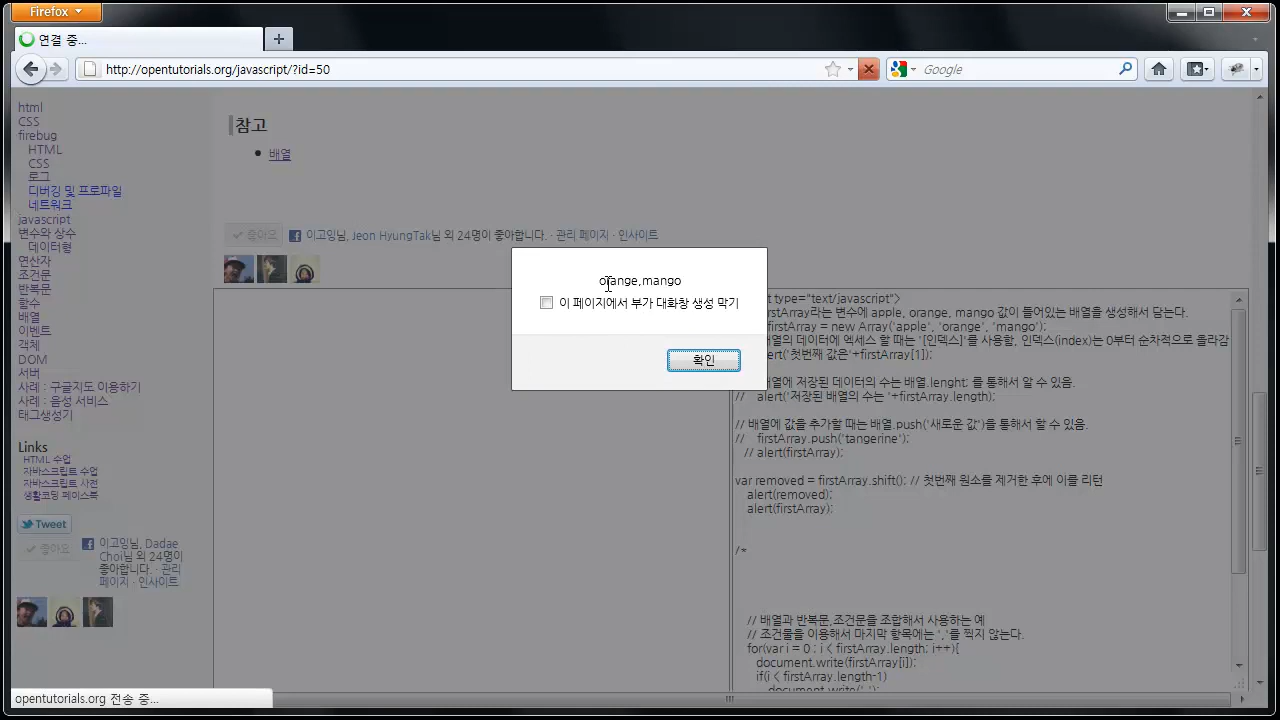 Firefox
연결 중...
http://opentutorials.org/javascript/?id=50
Google
html
CSS
firebug
HTML
CSS
로그
디버깅 및 프로파일
네트워크
javascript
변수와 상수
데이터형
연산자
조건문
반복문
함수
배열
이벤트
객체
DOM
서버
사례 : 구글지도 이용하기
사례 : 음성 서비스
태그생성기
Links
HTML 수업
자바스크립트 수업
자바스크립트 사전
생활코딩 페이스북
Tweet
좋아요
이고잉님, Dadae
Choi님 외 24명이
좋아합니다. · 관리
페이지 · 인사이트
참고
배열
좋아요
이고잉님, Jeon HyungTak님 외 24명이 좋아합니다. · 관리 페이지 · 인사이트
orange,mango
이 페이지에서 부가 대화창 생성 막기
확인
t type="text/javascript">
firstArray라는 변수에 apple, orange, mango 값이 들어있는 배열을 생성해서 담는다.
firstArray = new Array('apple', 'orange', 'mango');
배열의 데이터에 엑세스 할 때는 '[인덱스]'를 사용함, 인덱스(index)는 0부터 순차적으로 올라감
ert('첫번째 값은'+firstArray[1]);
열에 저장된 데이터의 수는 배열.lenght; 를 통해서 알 수 있음.
// alert('저장된 배열의 수는 '+firstArray.length);
// 배열에 값을 추가할 때는 배열.push('새로운 값')을 통해서 할 수 있음.
// firstArray.push('tangerine');
// alert(firstArray);
var removed = firstArray.shift(); // 첫번째 원소를 제거한 후에 이를 리턴
alert(removed);
alert(firstArray);
/*
// 배열과 반복문,조건문을 조합해서 사용하는 예
// 조건물을 이용해서 마지막 항목에는 ','를 찍지 않는다.
for(var i = 0 ; i < firstArray.length; i++){
document.write(firstArray[i]);
if(i < firstArray.length-1)
document.write(', ');
opentutorials.org 전송 중...